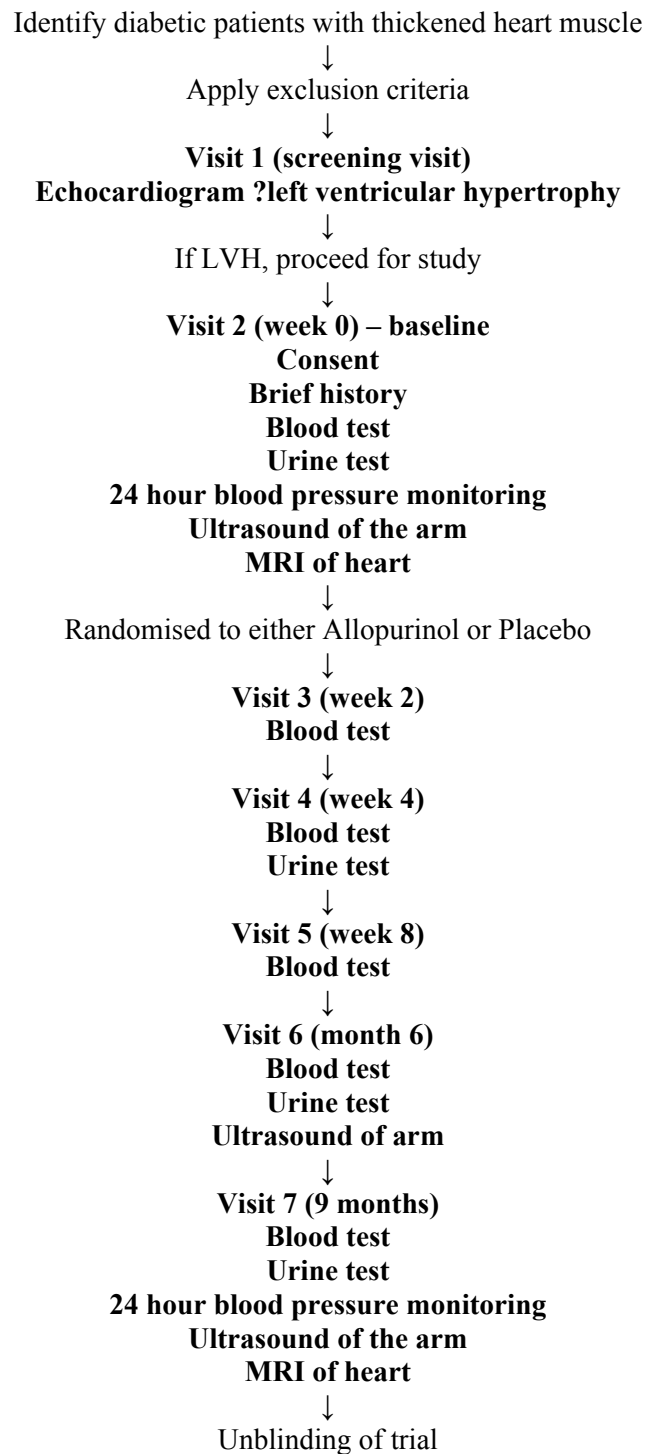 Identify diabetic patients with thickened heart muscle
↓
Apply exclusion criteria
↓
Visit 1 (screening visit)
Echocardiogram ?left ventricular hypertrophy
↓
If LVH, proceed for study
↓
Visit 2 (week 0) – baseline
Consent
Brief history
Blood test
Urine test
24 hour blood pressure monitoring
Ultrasound of the arm
MRI of heart
↓
Randomised to either Allopurinol or Placebo
↓
Visit 3 (week 2)
Blood test
↓
Visit 4 (week 4)
Blood test
Urine test
↓
Visit 5 (week 8)
Blood test
↓
Visit 6 (month 6)
Blood test
Urine test
Ultrasound of arm
↓
Visit 7 (9 months)
Blood test
Urine test
24 hour blood pressure monitoring
Ultrasound of the arm
MRI of heart
↓
Unblinding of trial